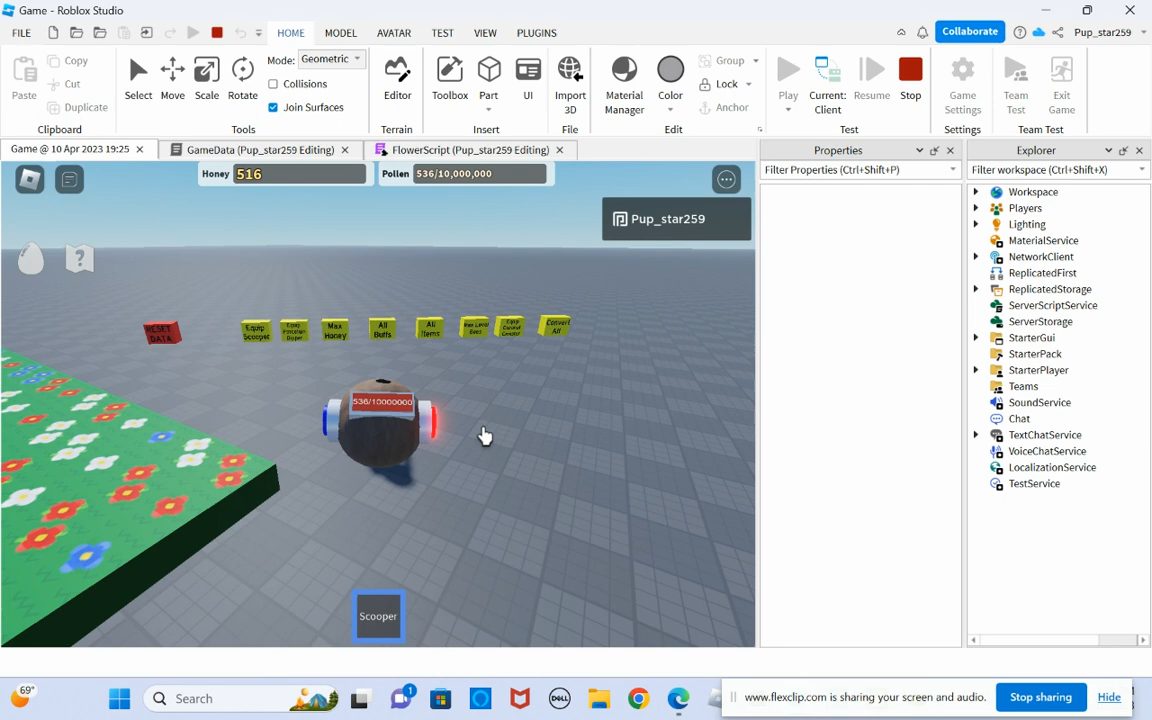 Game - Roblox Studio
FILE HOME MODEL AVATAR TEST VIEW PLUGINS Collaborate Pup_star259
Paste Copy Cut Duplicate Clipboard
Select Move Scale Rotate Mode: Geometric Collisions Join Surfaces Tools
Editor Terrain
Toolbox Part UI Insert
Import 3D File
Material Manager Color Group Lock Anchor Edit
Play Current: Client Resume Stop Test
Game Settings Settings
Team Test Exit Game Team Test
Game @ 10 Apr 2023 19:25 GameData (Pup_star259 Editing) FlowerScript (Pup_star259 Editing)
Honey 516 Pollen 536/10,000,000
Pup_star259
?
RESET DATA
Equip Scooper
Max Honey
All Buffs
All Items
Max Level Bees
Convert All
536/10000000
Scooper
Properties
Filter Properties (Ctrl+Shift+P)
Explorer
Filter workspace (Ctrl+Shift+X)
Workspace
Players
Lighting
MaterialService
NetworkClient
ReplicatedFirst
ReplicatedStorage
ServerScriptService
ServerStorage
StarterGui
StarterPack
StarterPlayer
Teams
SoundService
Chat
TextChatService
VoiceChatService
LocalizationService
TestService
69°
Search
1
DELL
www.flexclip.com is sharing your screen and audio. Stop sharing Hide